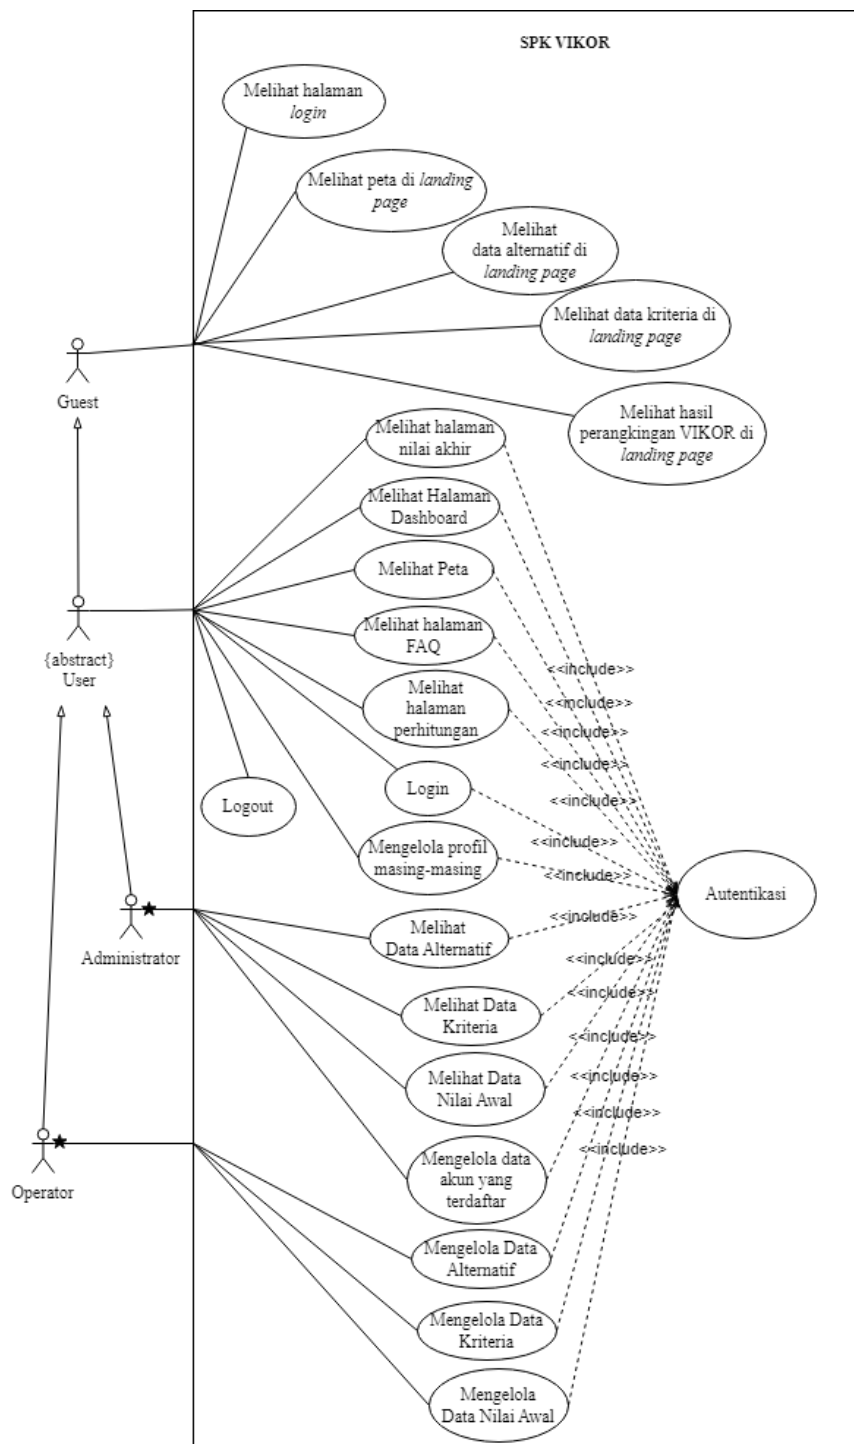 SPK VIKOR
Melihat halaman
login
Melihat peta di landing
page
Melihat
data alternatif di
landing page
Melihat data kriteria di
landing page
Guest
Melihat hasil
perangkingan VIKOR di
landing page
Melihat halaman
nilai akhir
Melihat Halaman
Dashboard
Melihat Peta
{abstract}
User
Melihat halaman
FAQ
Melihat
halaman
perhitungan
<<include>>
<<include>>
<<include>>
<<include>>
<<include>>
Login
Logout
Mengelola profil
masing-masing
<<include>>
<<include>>
Autentikasi
<<include>>
Administrator
Melihat
Data Alternatif
<<include>>
Melihat Data
Kriteria
<<include>>
<<include>>
Melihat Data
Nilai Awal
<<include>>
<<include>>
<<include>>
Operator
Mengelola data
akun yang
terdaftar
Mengelola Data
Alternatif
Mengelola Data
Kriteria
Mengelola
Data Nilai Awal